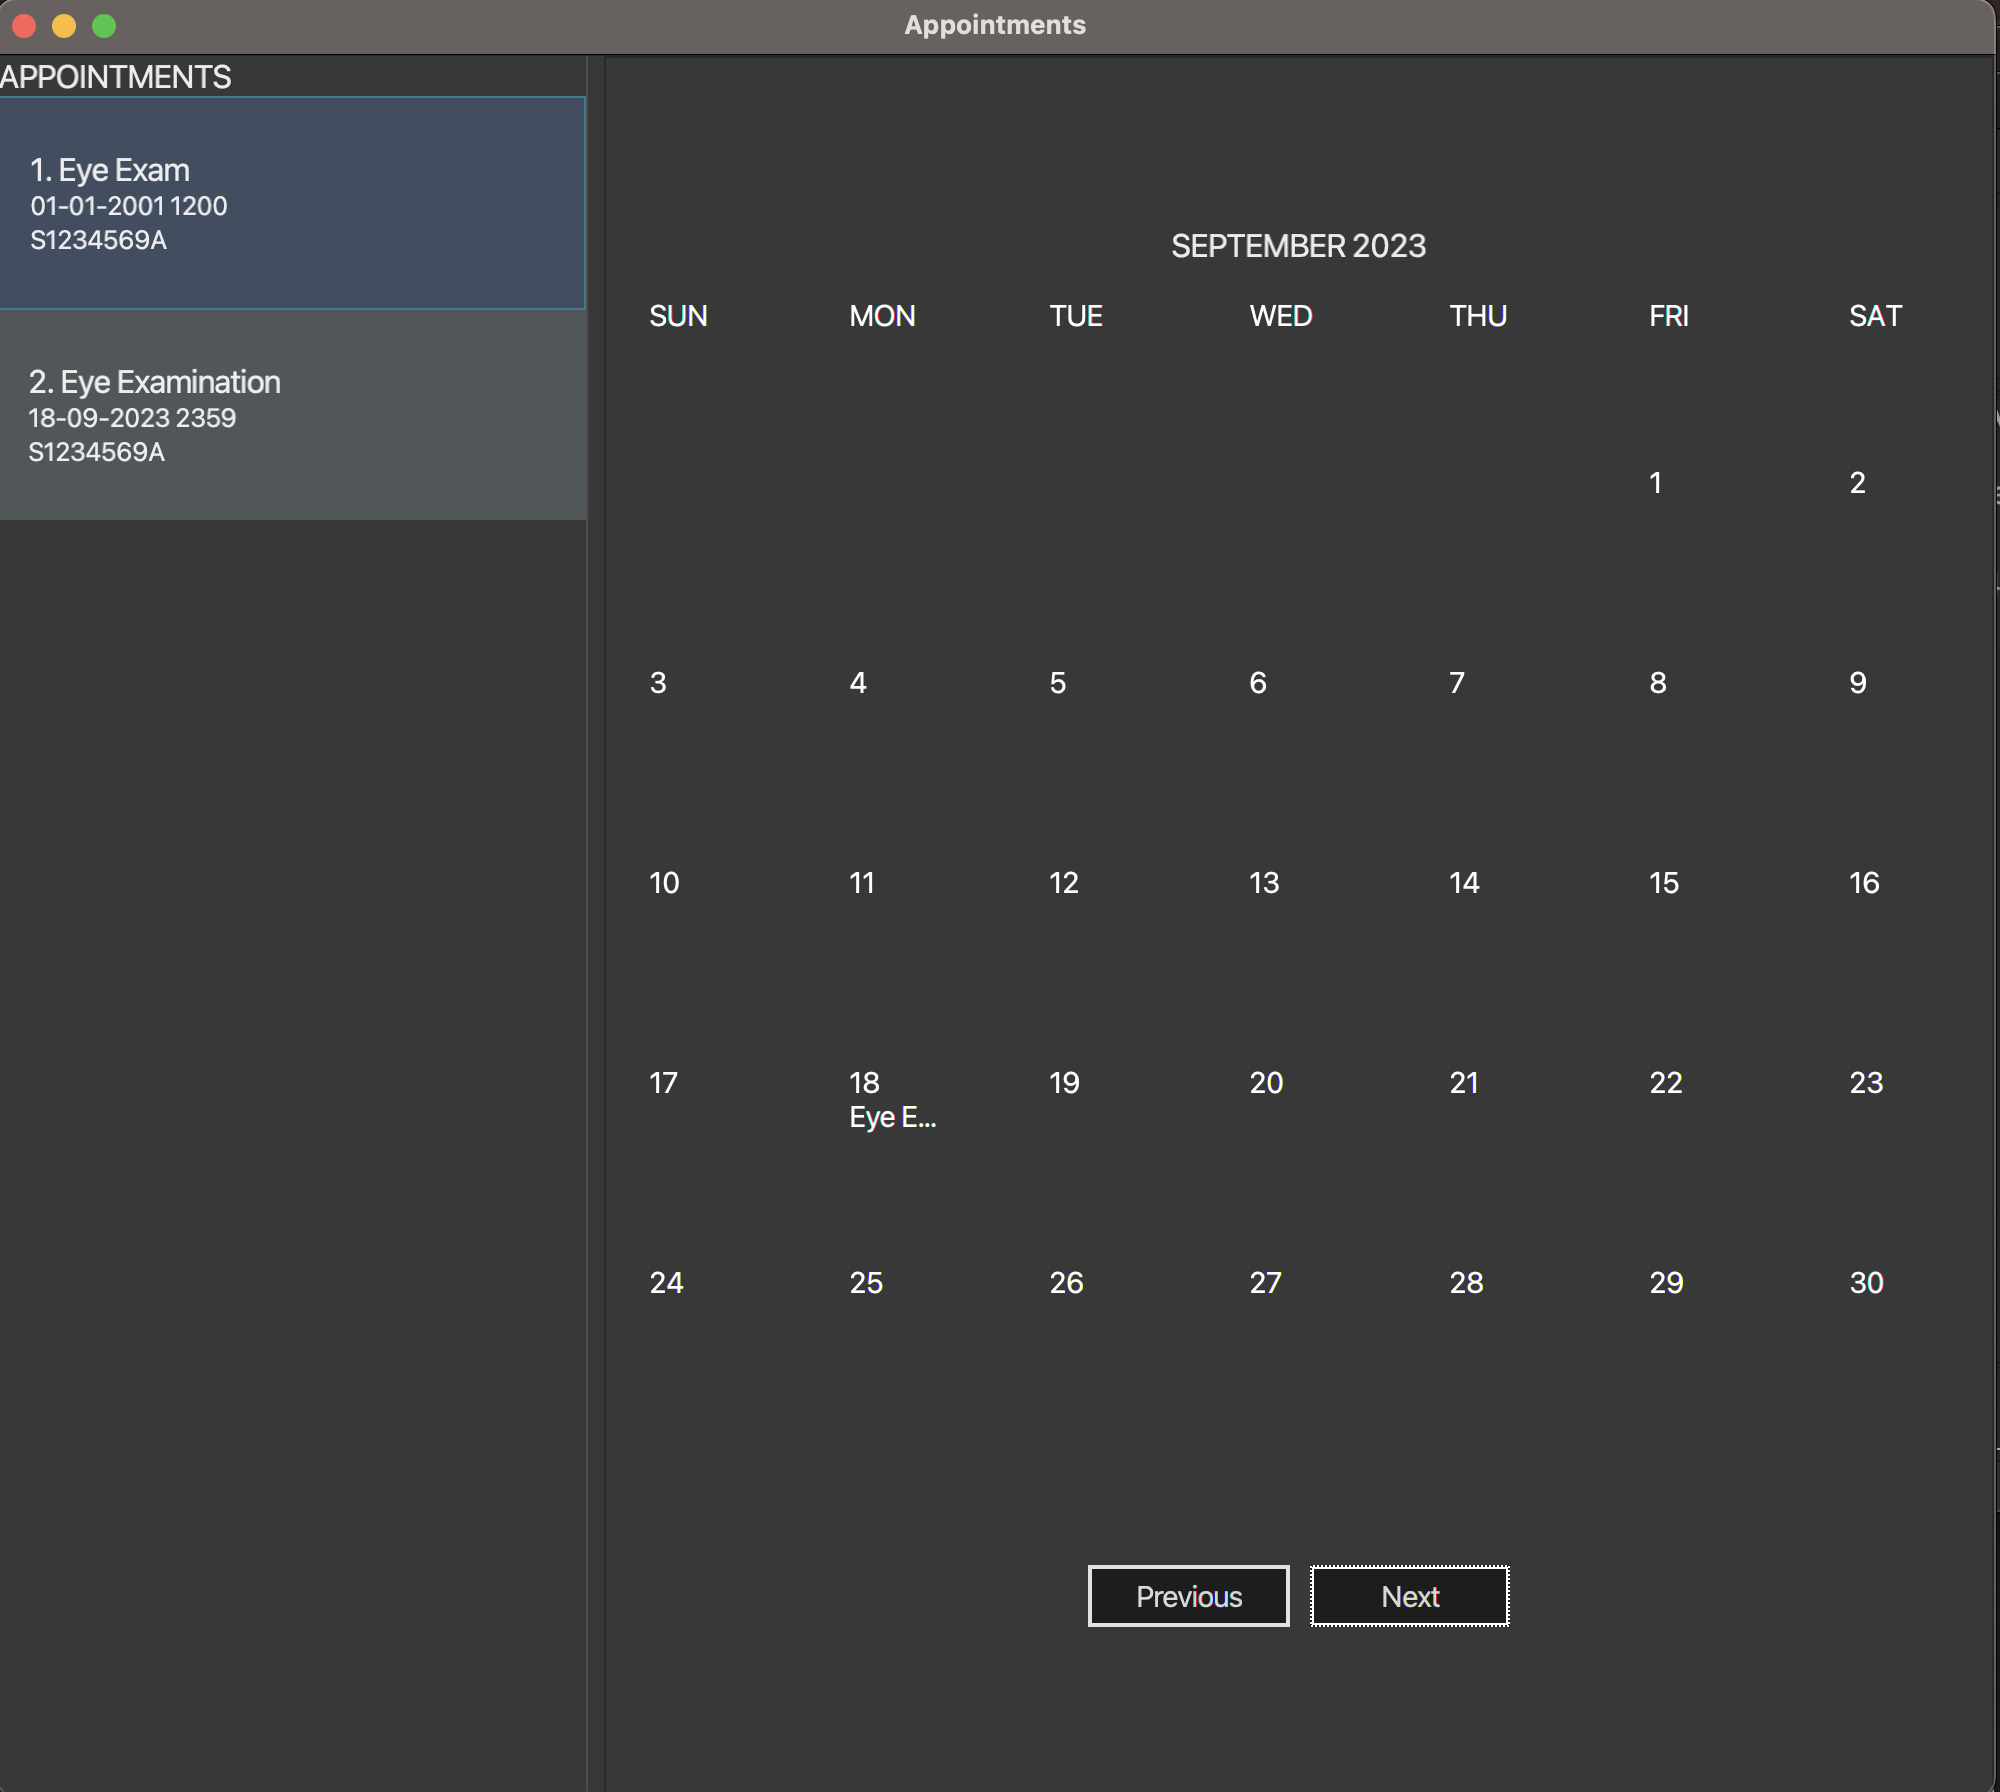 Appointments
APPOINTMENTS
1. Eye Exam
01-01-2001 1200
S1234569A
2. Eye Examination
18-09-2023 2359
S1234569A
SEPTEMBER 2023
SUN MON TUE WED THU FRI SAT
1 2
3 4 5 6 7 8 9
10 11 12 13 14 15 16
17 18 19 20 21 22 23
Eye E...
24 25 26 27 28 29 30
Previous Next